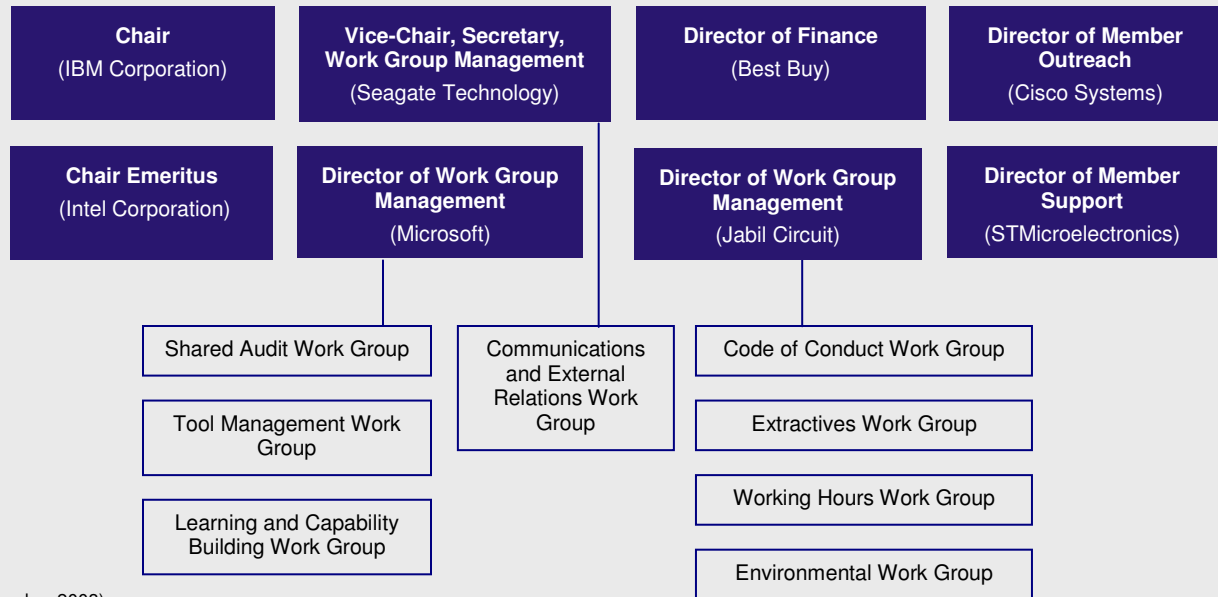 Chair
(IBM Corporation)
Vice-Chair, Secretary,
Work Group Management
(Seagate Technology)
Director of Finance
(Best Buy)
Director of Member
Outreach
(Cisco Systems)
Chair Emeritus
(Intel Corporation)
Director of Work Group
Management
(Microsoft)
Director of Work Group
Management
(Jabil Circuit)
Director of Member
Support
(STMicroelectronics)
Shared Audit Work Group
Tool Management Work
Group
Learning and Capability
Building Work Group
Communications
and External
Relations Work
Group
Code of Conduct Work Group
Extractives Work Group
Working Hours Work Group
Environmental Work Group